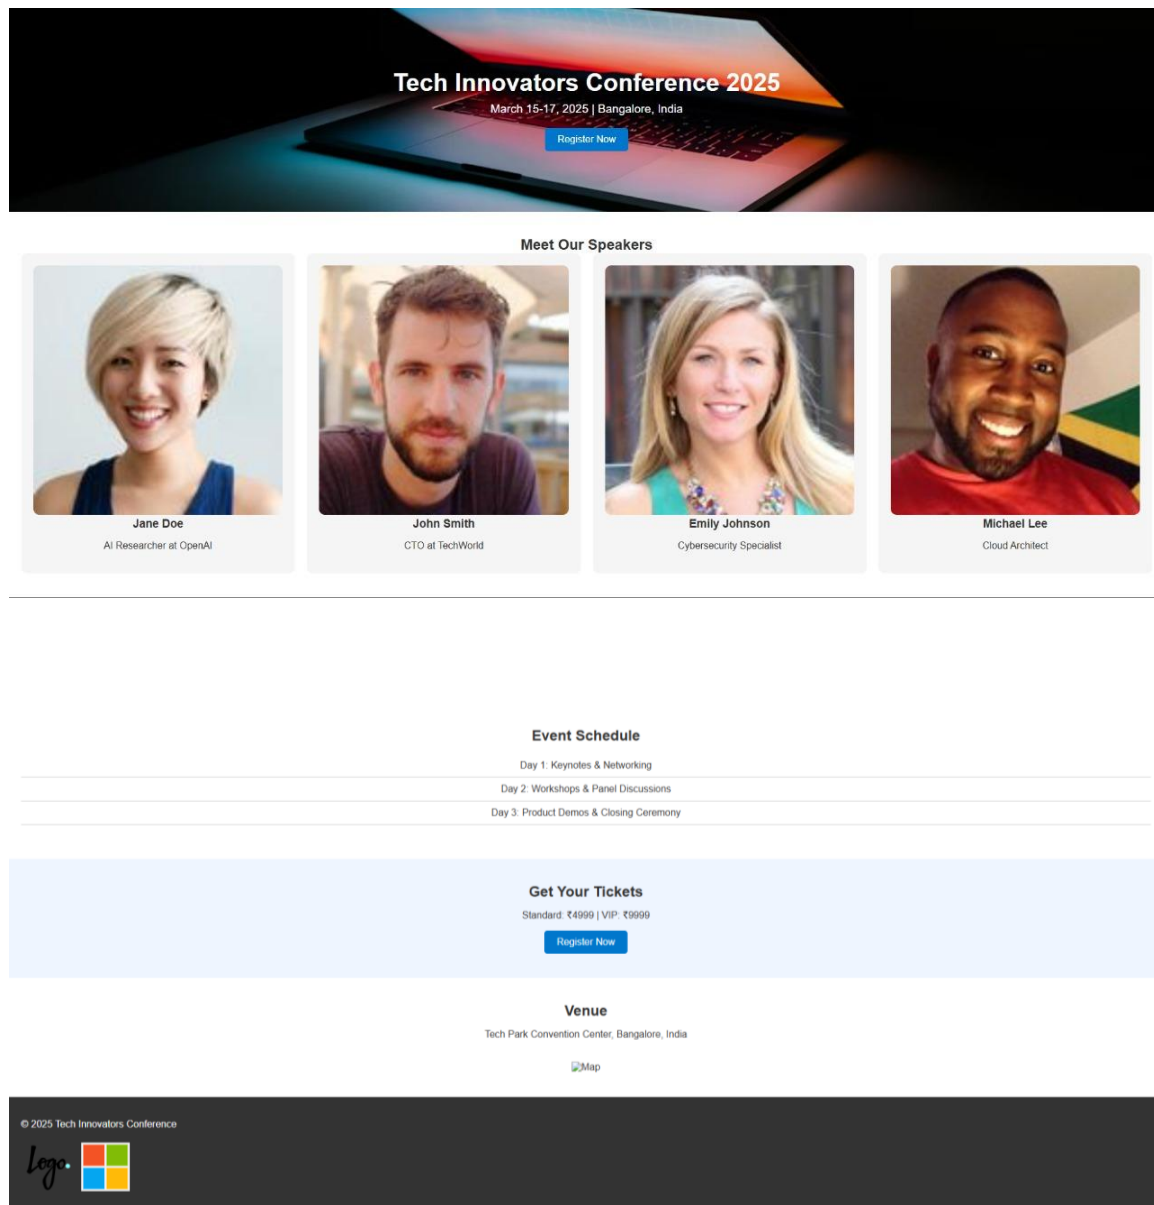 Tech Innovators Conference 2025
March 15-17, 2025 | Bangalore, India
Register Now
Meet Our Speakers
Jane Doe
AI Researcher at OpenAI
John Smith
CTO at TechWorld
Emily Johnson
Cybersecurity Specialist
Michael Lee
Cloud Architect
Event Schedule
Day 1: Keynotes & Networking
Day 2: Workshops & Panel Discussions
Day 3: Product Demos & Closing Ceremony
Get Your Tickets
Standard: ₹4999 | VIP: ₹9999
Register Now
Venue
Tech Park Convention Center, Bangalore, India
Map
© 2025 Tech Innovators Conference
Logo.